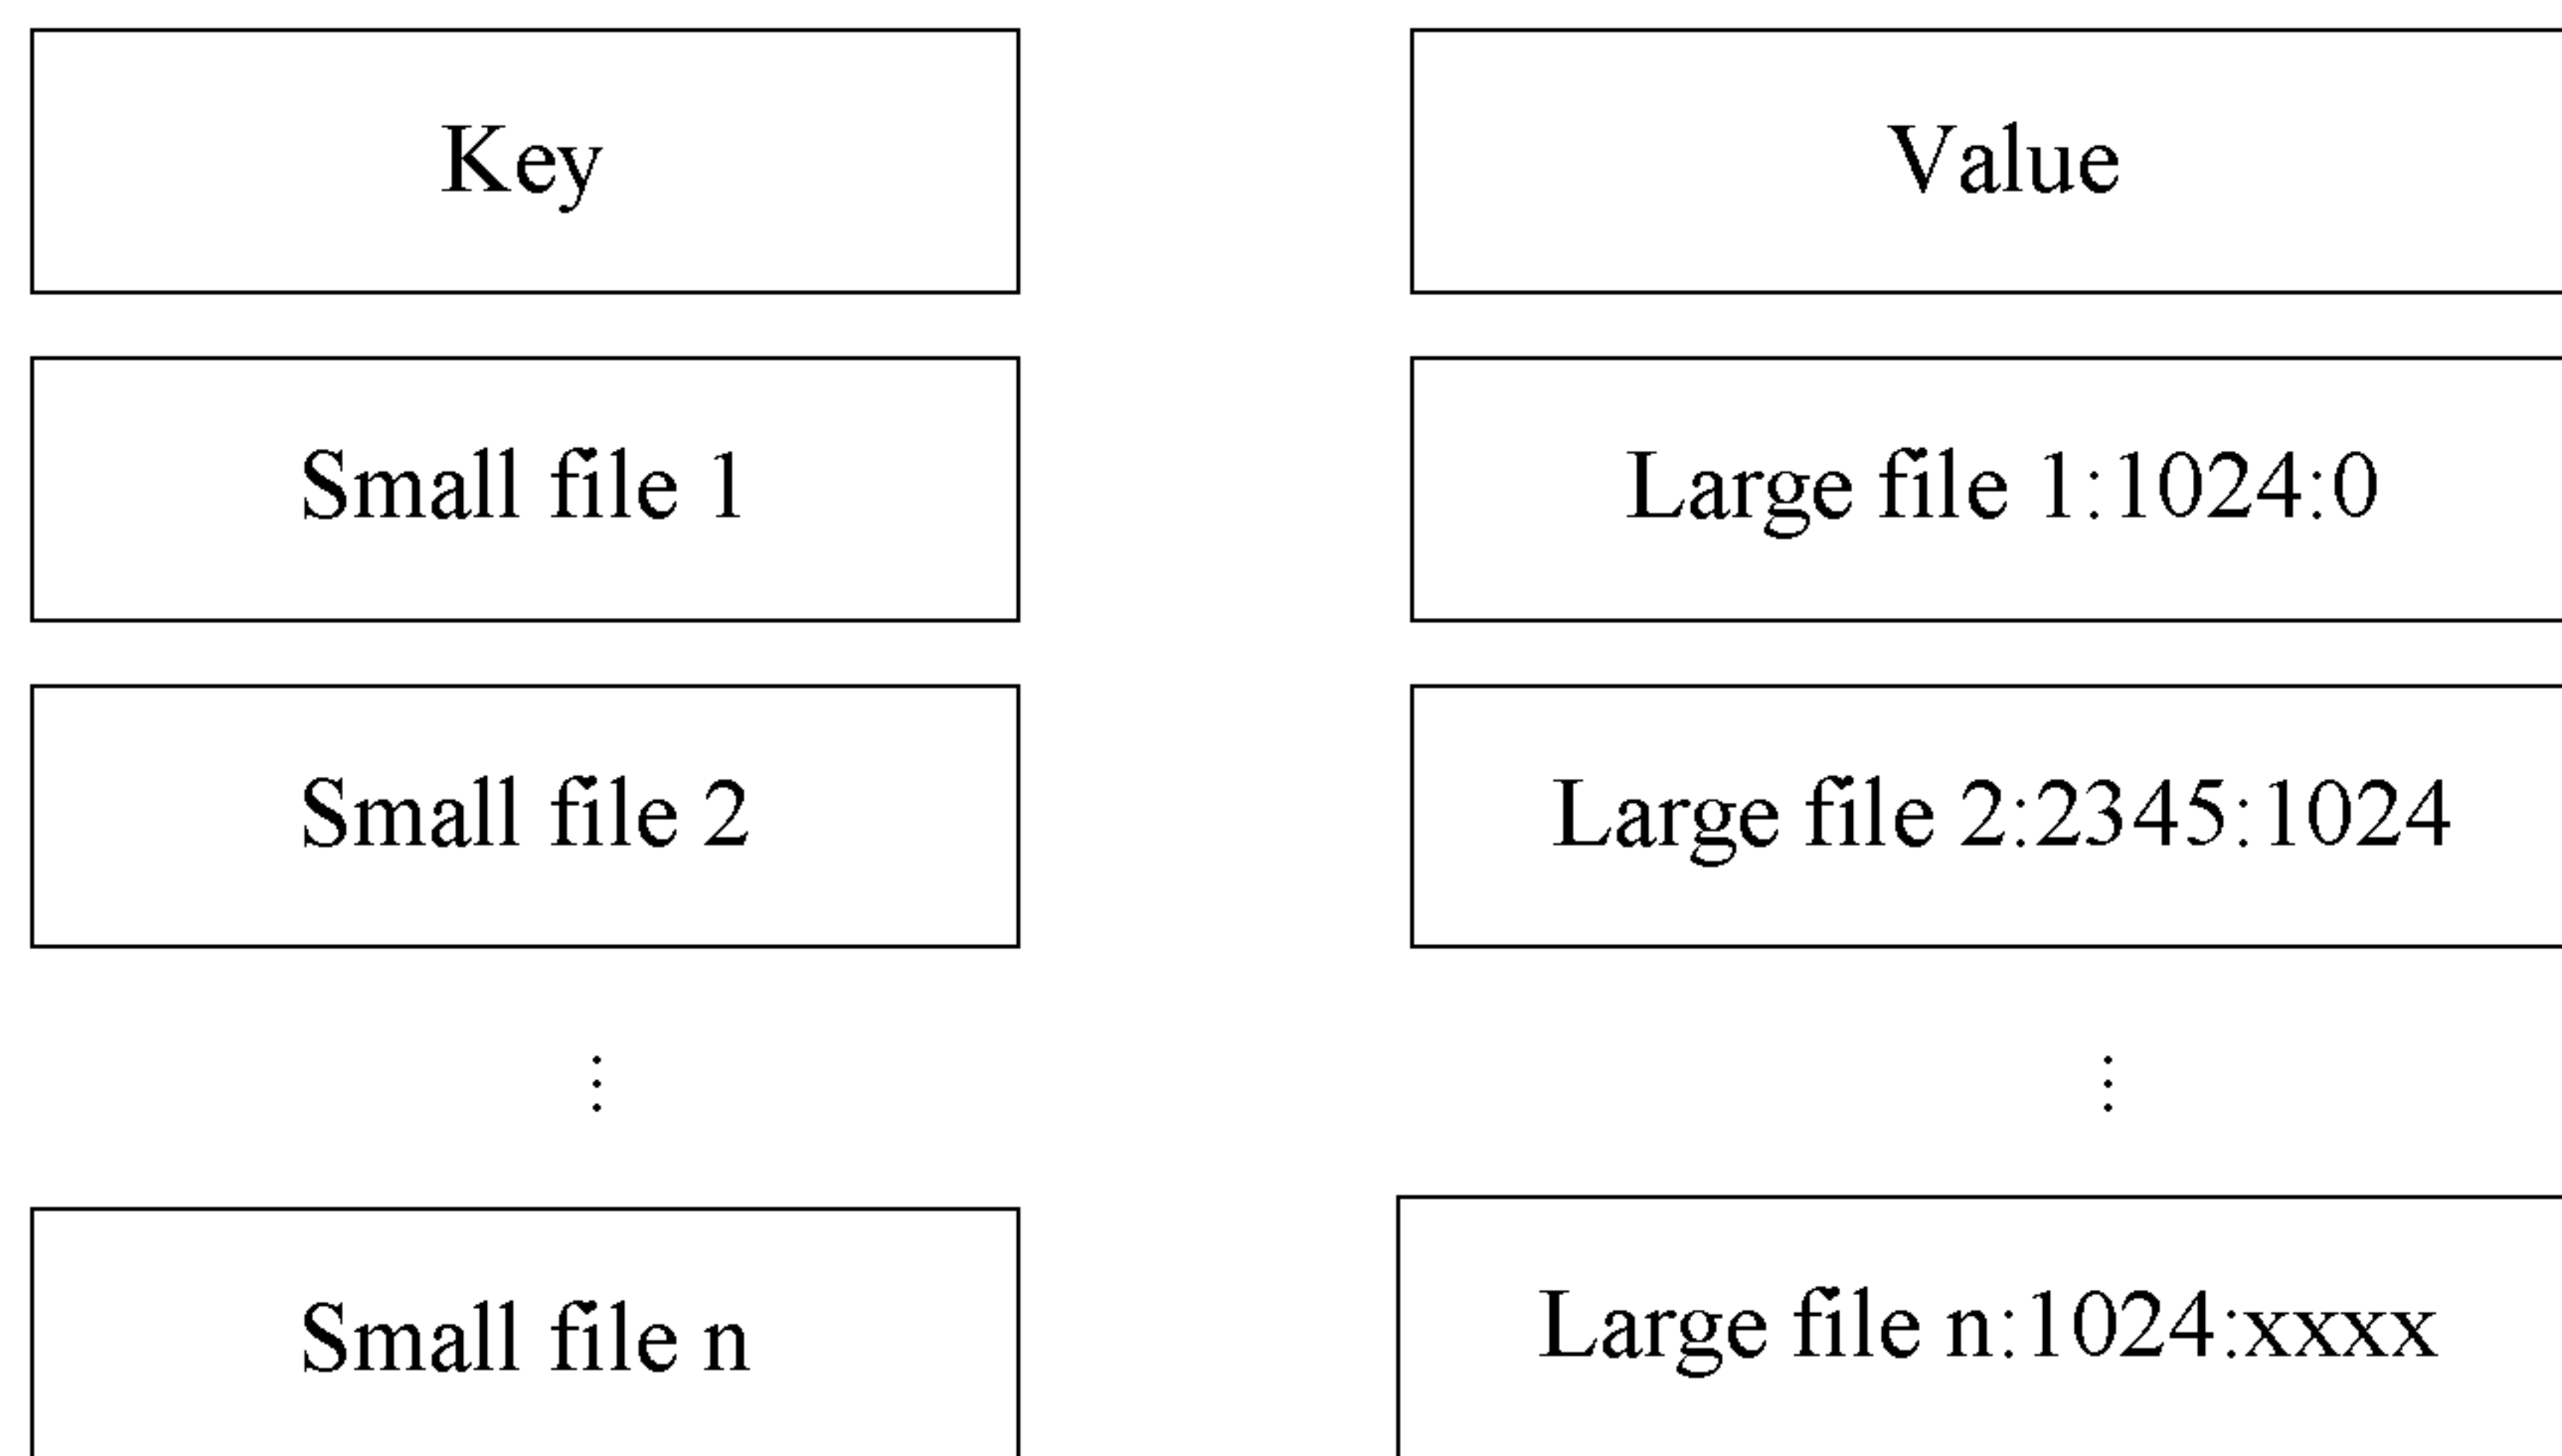 Key
Value
Small file 1
Large file 1:1024:0
Small file 2
Large file 2:2345:1024
⋮
⋮
Small file n
Large file n:1024:xxxx